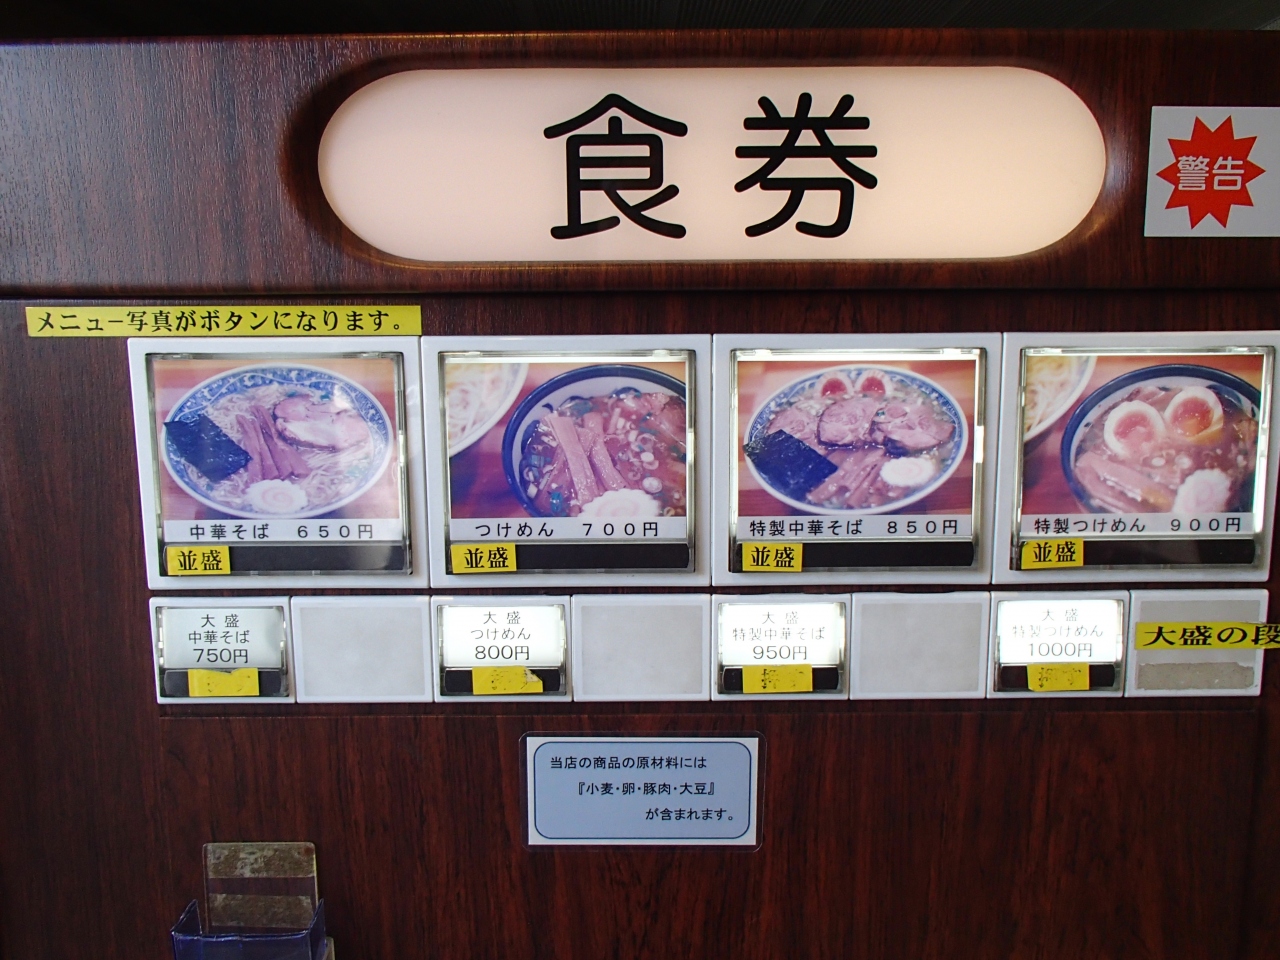 食券
警告
メニュー写真がボタンになります。
中華そば 650円
並盛
つけめん 700円
並盛
特製中華そば 850円
並盛
特製つけめん 900円
並盛
大盛
中華そば
750円
大盛
つけめん
800円
大盛
特製中華そば
950円
大盛
特製つけめん
1000円
大盛の段
当店の商品の原材料には
『小麦・卵・豚肉・大豆』
が含まれます。